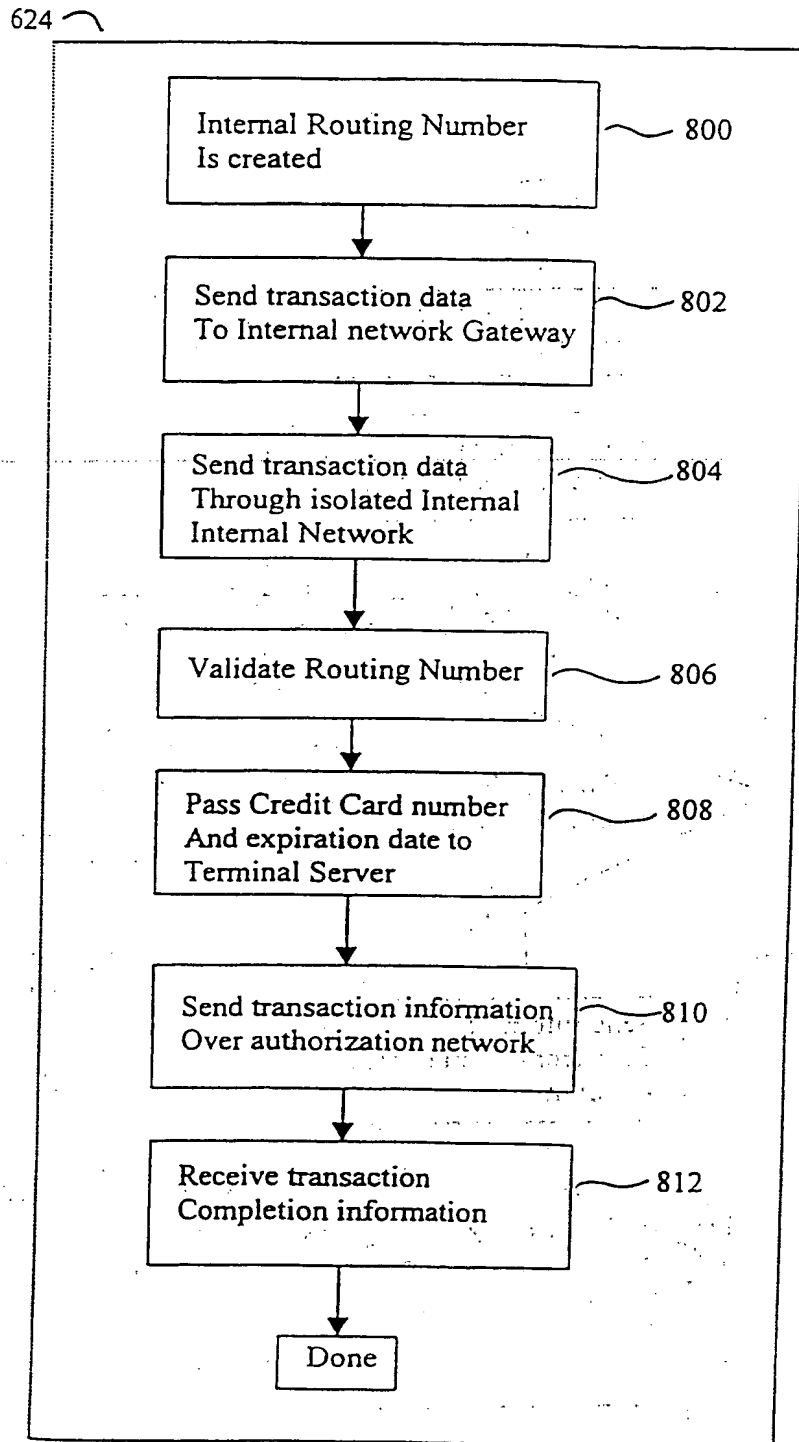 624
Internal Routing Number
Is created
800
Send transaction data
To Internal network Gateway
802
Send transaction data
Through isolated Internal
Internal Network
804
Validate Routing Number
806
Pass Credit Card number
And expiration date to
Terminal Server
808
Send transaction information
Over authorization network
810
Receive transaction
Completion information
812
Done